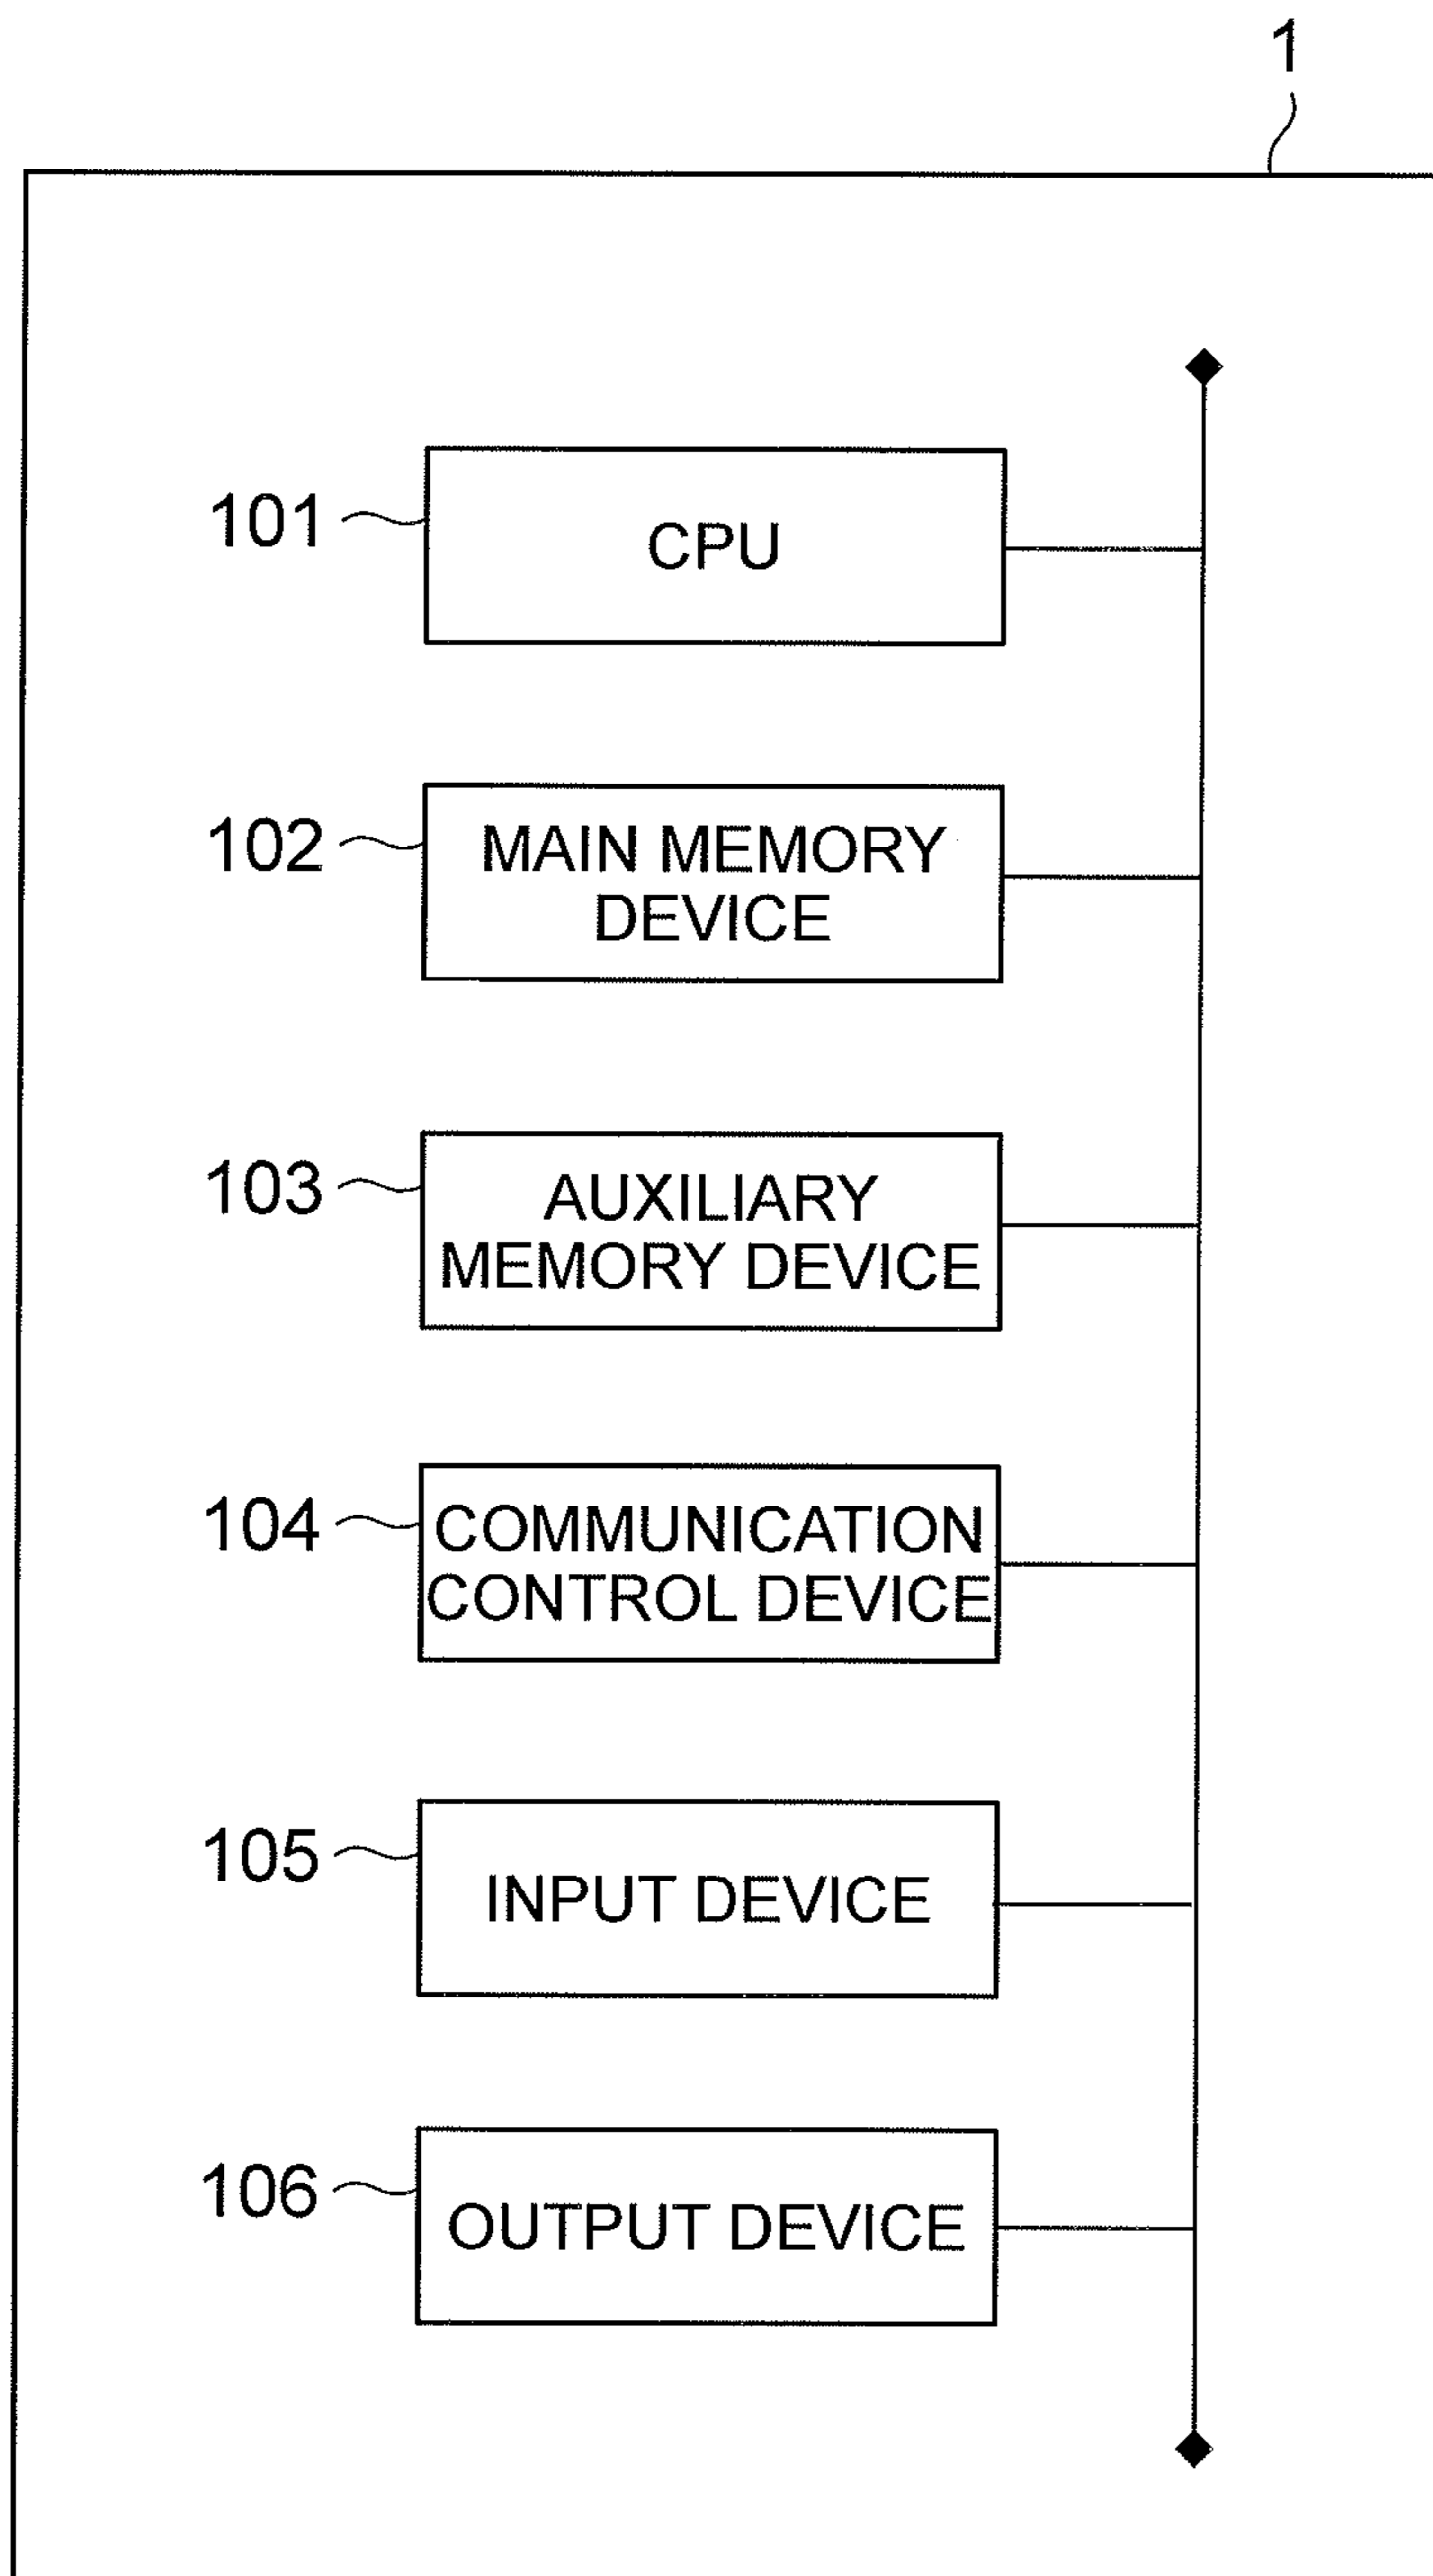 1
101
CPU
102
MAIN MEMORY
DEVICE
103
AUXILIARY
MEMORY DEVICE
104
COMMUNICATION
CONTROL DEVICE
105
INPUT DEVICE
106
OUTPUT DEVICE